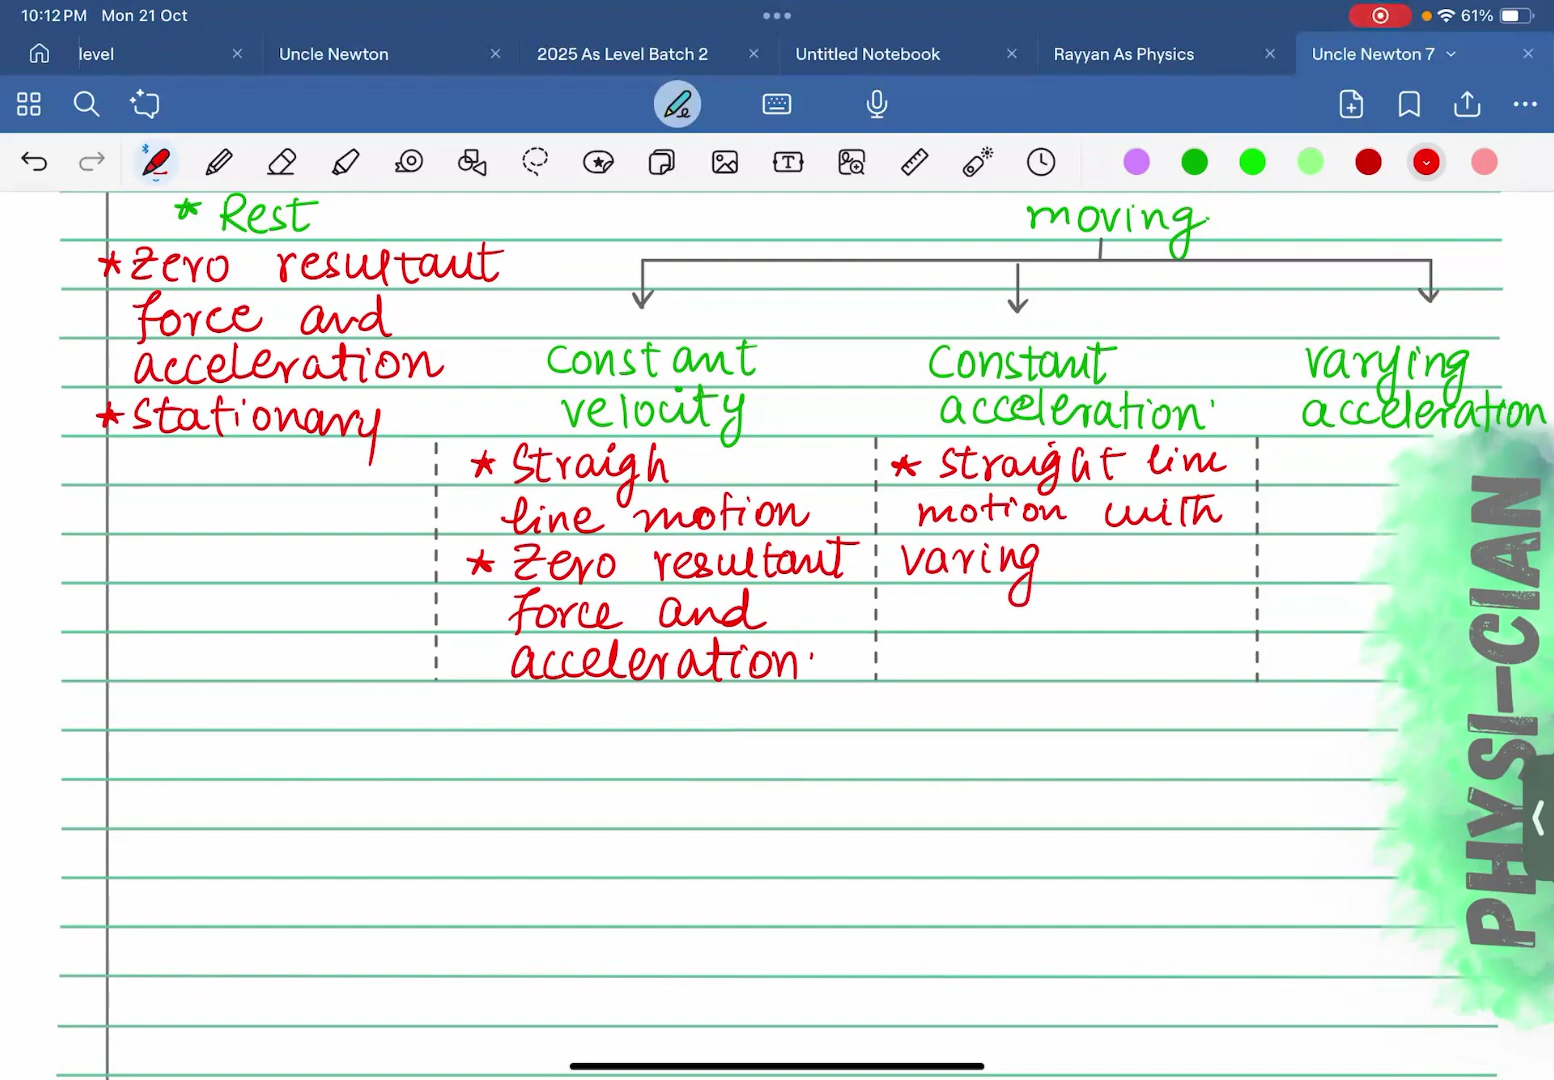 10:12 PM Mon 21 Oct
61%
level
Uncle Newton
2025 As Level Batch 2
Untitled Notebook
Rayyan As Physics
Uncle Newton 7
* Rest
moving.
* Zero resultant
force and
acceleration
* Stationary
Constant
velocity
Constant
acceleration.
varying
acceleration
* Straigh
line motion
* Zero resultant
force and
acceleration.
* straight line
motion with
varing
PHYSI-CIAN